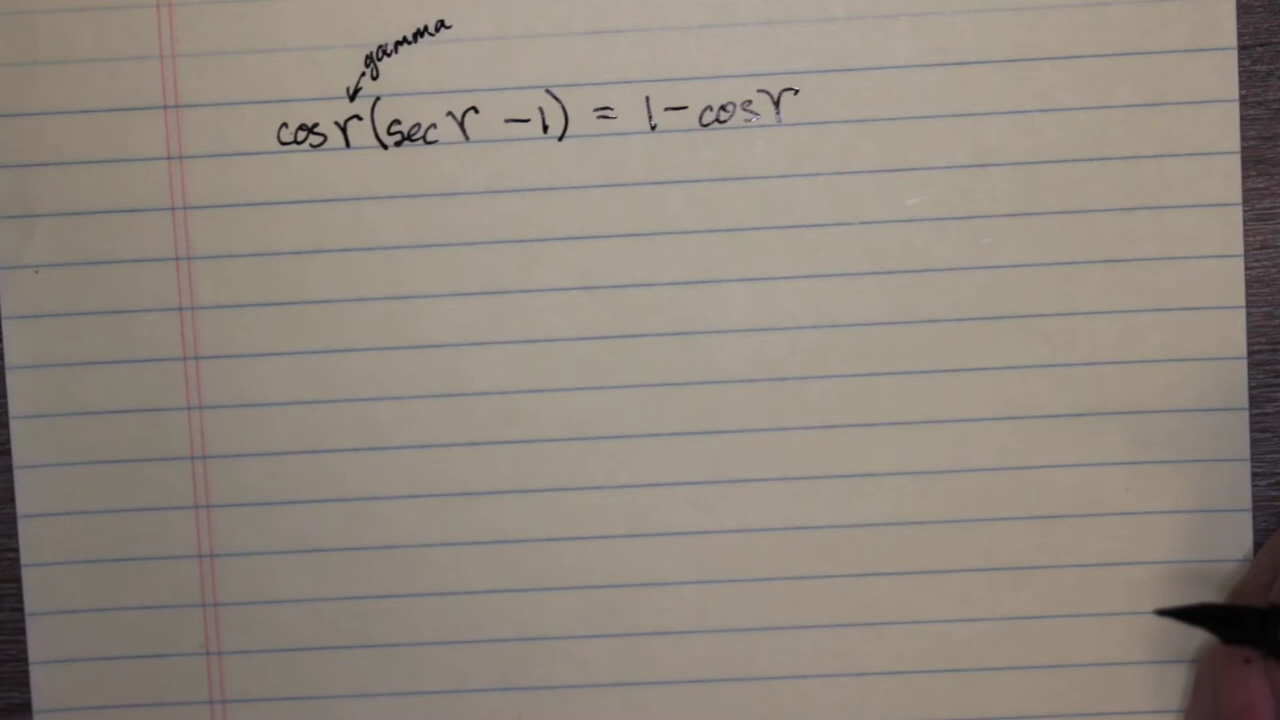 gamma
cos γ (sec γ - 1) = 1 - cos γ